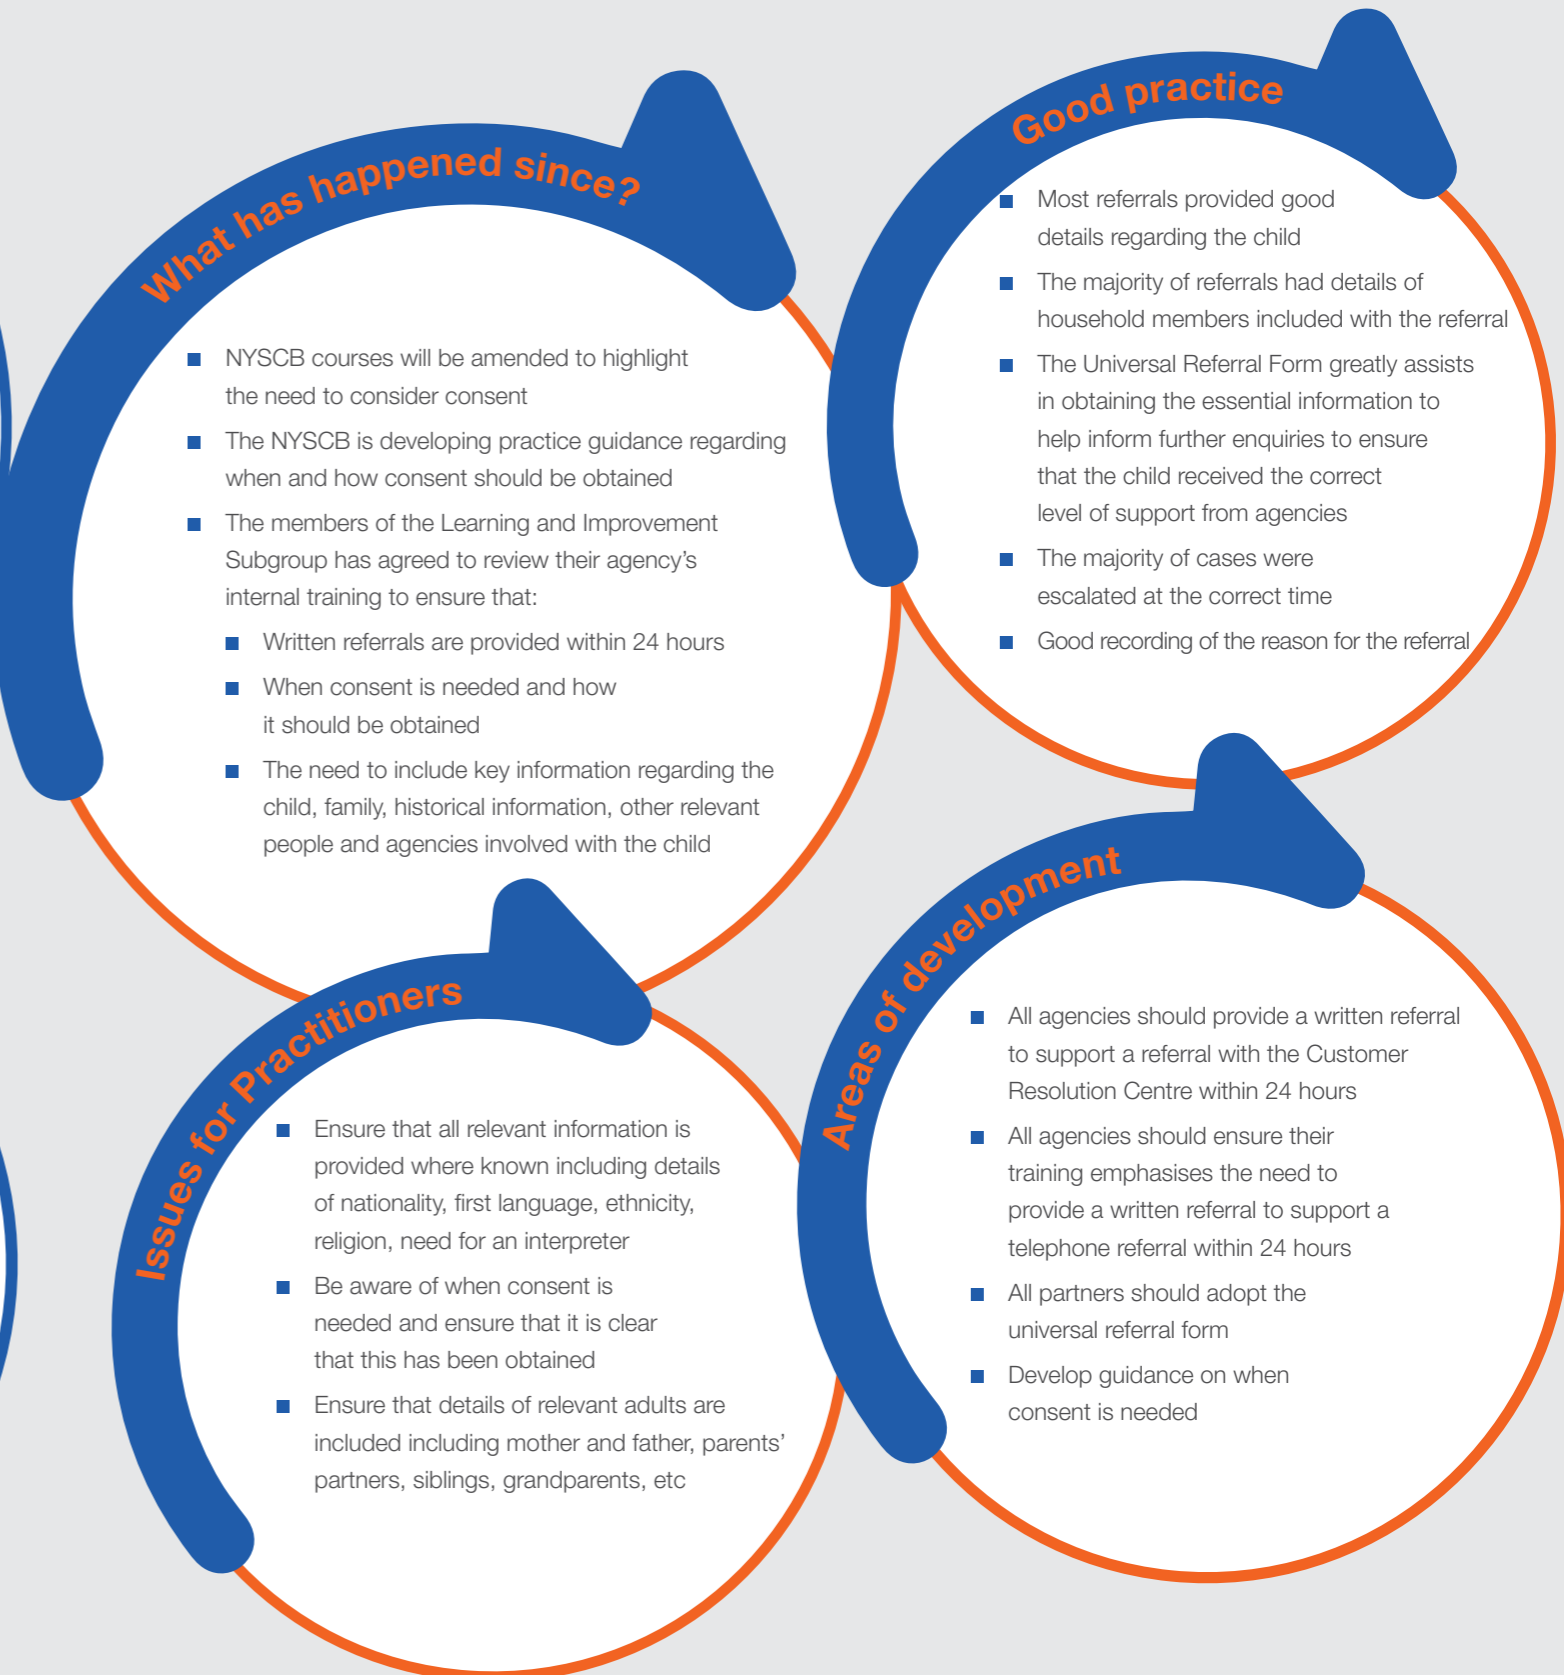 What has happened since?
■ NYSCB courses will be amended to highlight
the need to consider consent
■ The NYSCB is developing practice guidance regarding
when and how consent should be obtained
■ The members of the Learning and Improvement
Subgroup has agreed to review their agency’s
internal training to ensure that:
■ Written referrals are provided within 24 hours
■ When consent is needed and how
it should be obtained
■ The need to include key information regarding the
child, family, historical information, other relevant
people and agencies involved with the child
Good practice
■ Most referrals provided good
details regarding the child
■ The majority of referrals had details of
household members included with the referral
■ The Universal Referral Form greatly assists
in obtaining the essential information to
help inform further enquiries to ensure
that the child received the correct
level of support from agencies
■ The majority of cases were
escalated at the correct time
■ Good recording of the reason for the referral
Issues for Practitioners
■ Ensure that all relevant information is
provided where known including details
of nationality, first language, ethnicity,
religion, need for an interpreter
■ Be aware of when consent is
needed and ensure that it is clear
that this has been obtained
■ Ensure that details of relevant adults are
included including mother and father, parents’
partners, siblings, grandparents, etc
Areas of development
■ All agencies should provide a written referral
to support a referral with the Customer
Resolution Centre within 24 hours
■ All agencies should ensure their
training emphasises the need to
provide a written referral to support a
telephone referral within 24 hours
■ All partners should adopt the
universal referral form
■ Develop guidance on when
consent is needed